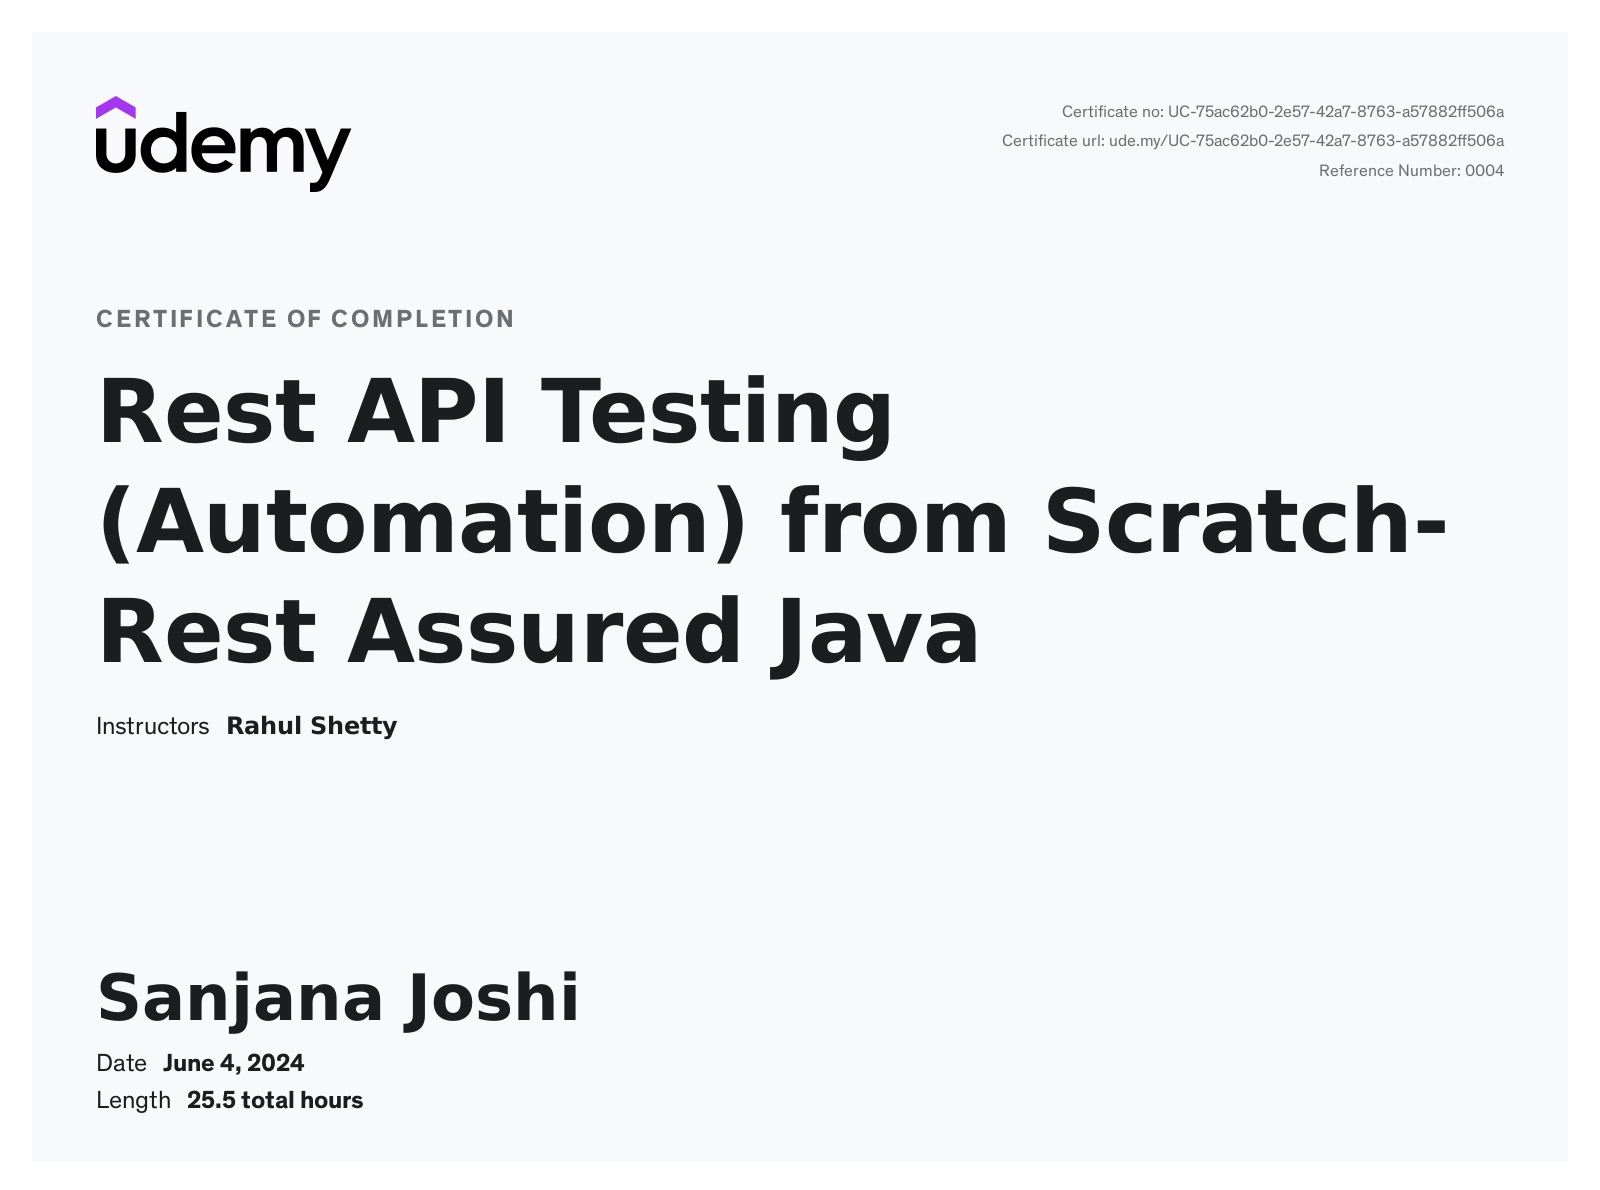 udemy
Certificate no: UC-75ac62b0-2e57-42a7-8763-a57882ff506a
Certificate url: ude.my/UC-75ac62b0-2e57-42a7-8763-a57882ff506a
Reference Number: 0004
CERTIFICATE OF COMPLETION
Rest API Testing
(Automation) from Scratch-
Rest Assured Java
Instructors Rahul Shetty
Sanjana Joshi
Date June 4, 2024
Length 25.5 total hours